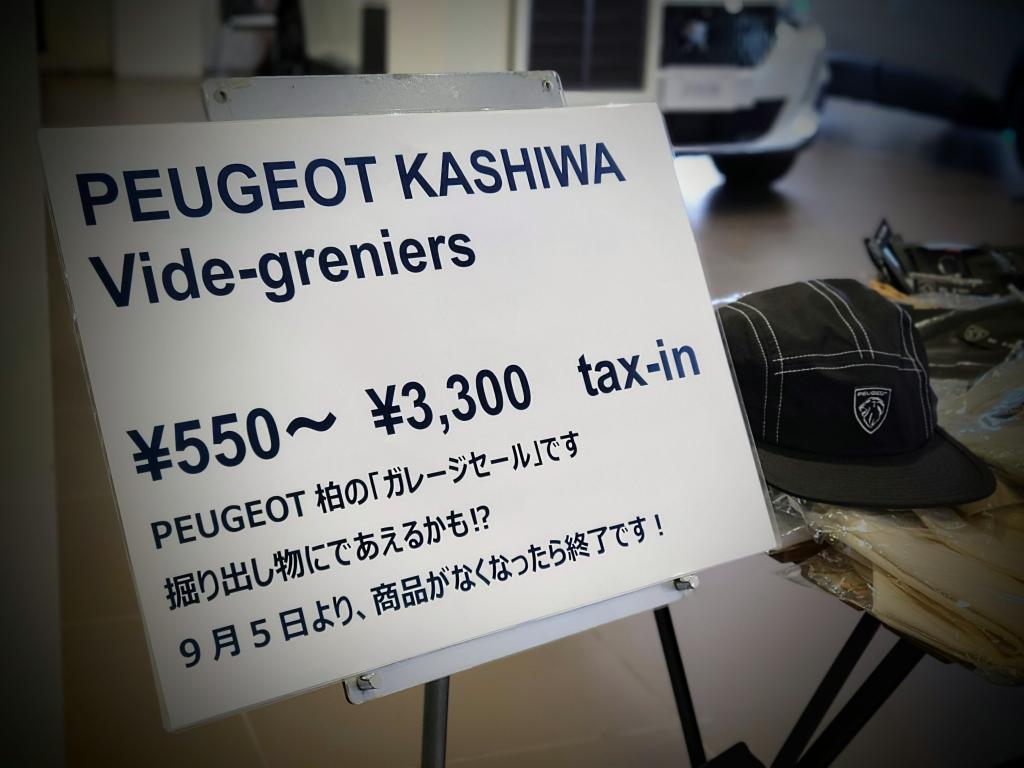 PEUGEOT KASHIWA
Vide-greniers
¥550～ ¥3,300 tax-in
PEUGEOT 柏の「ガレージセール」です
掘り出し物にであえるかも!?
9月5日より、商品がなくなったら終了です！
PEUGEOT